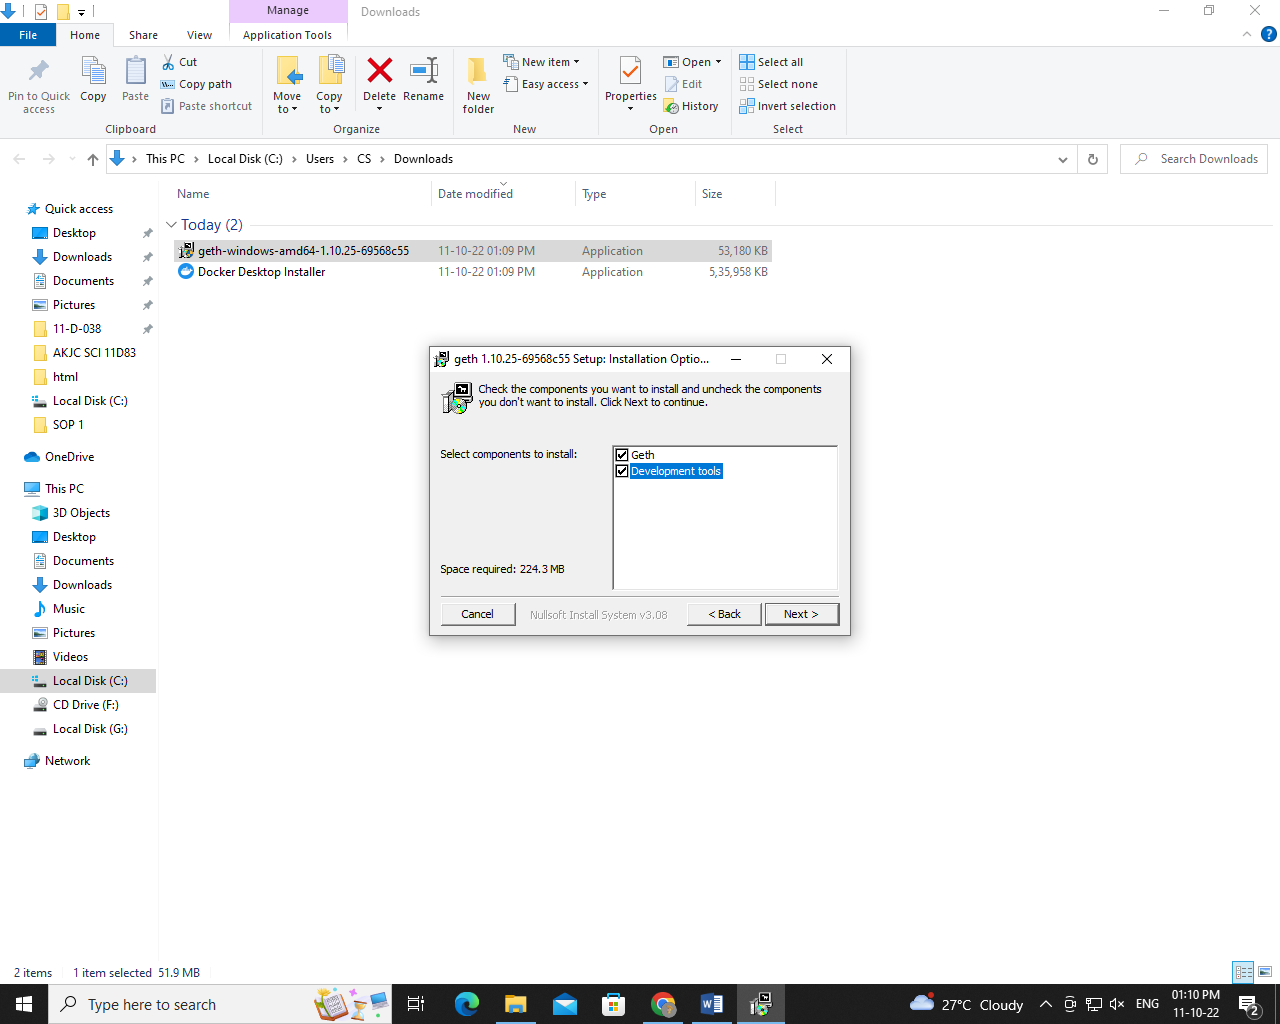 Manage
Downloads
File
Home
Share
View
Application Tools
Pin to Quick access
Copy
Paste
Cut
Copy path
Paste shortcut
Clipboard
Move to
Copy to
Delete
Rename
Organize
New folder
New item
Easy access
New
Properties
Open
Edit
History
Open
Select all
Select none
Invert selection
Select
This PC > Local Disk (C:) > Users > CS > Downloads
Search Downloads
Name
Date modified
Type
Size
Today (2)
geth-windows-amd64-1.10.25-69568c55 11-10-22 01:09 PM Application 53,180 KB
Docker Desktop Installer 11-10-22 01:09 PM Application 5,35,958 KB
Quick access
Desktop
Downloads
Documents
Pictures
11-D-038
AKJC SCI 11D83
html
Local Disk (C:)
SOP 1
OneDrive
This PC
3D Objects
Desktop
Documents
Downloads
Music
Pictures
Videos
Local Disk (C:)
CD Drive (F:)
Local Disk (G:)
Network
geth 1.10.25-69568c55 Setup: Installation Optio...
Check the components you want to install and uncheck the components
you don't want to install. Click Next to continue.
Select components to install:
Geth
Development tools
Space required: 224.3 MB
Cancel
Nullsoft Install System v3.08
< Back
Next >
2 items
1 item selected 51.9 MB
Type here to search
27°C Cloudy
ENG
01:10 PM
11-10-22
2